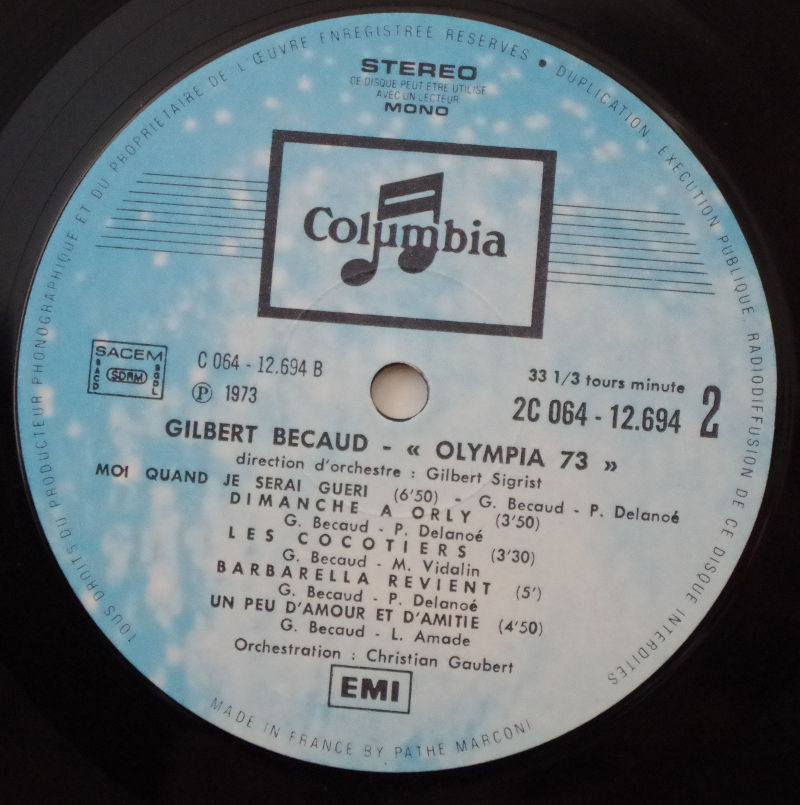 TOUS DROITS DU PRODUCTEUR PHONOGRAPHIQUE ET DU PROPRIETAIRE DE L'ŒUVRE ENREGISTREE RESERVES • DUPLICATION, EXECUTION PUBLIQUE, RADIODIFFUSION DE CE DISQUE INTERDITES
STEREO
CE DISQUE PEUT ETRE UTILISE
AVEC UN LECTEUR
MONO
Columbia
SACEM
SACD
SDRM
SGDL
C 064 - 12.694 B
Ⓟ 1973
33 1/3 tours minute
2C 064 - 12.694
2
GILBERT BECAUD - « OLYMPIA 73 »
direction d'orchestre : Gilbert Sigrist
MOI QUAND JE SERAI GUERI (6'50) - G. Becaud - P. Delanoé
DIMANCHE A ORLY (3'50)
G. Becaud - P. Delanoé
LES COCOTIERS (3'30)
G. Becaud - M. Vidalin
BARBARELLA REVIENT (5')
G. Becaud - P. Delanoé
UN PEU D'AMOUR ET D'AMITIE (4'50)
G. Becaud - L. Amade
Orchestration : Christian Gaubert
EMI
MADE IN FRANCE BY PATHE MARCONI